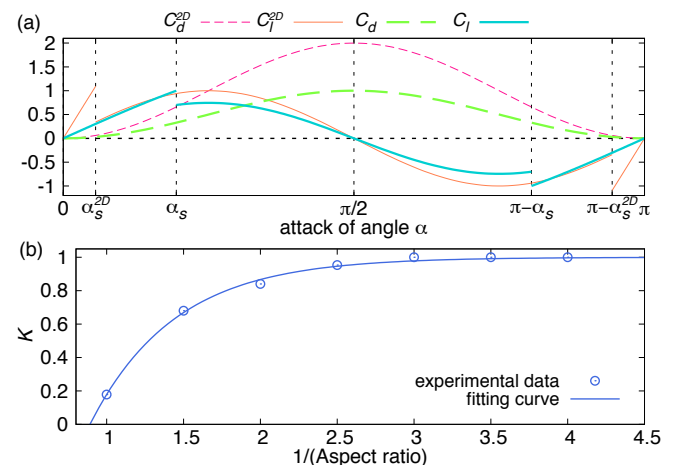 C_d^{2D} C_l^{2D} C_d C_l
(a)
2
1.5
1
0.5
0
-0.5
-1
0 α_s^{2D} α_s π/2 π−α_s π−α_s^{2D} π
attack of angle α
(b)
1
0.8
0.6
0.4
0.2
0
K
experimental data
fitting curve
1 1.5 2 2.5 3 3.5 4 4.5
1/(Aspect ratio)